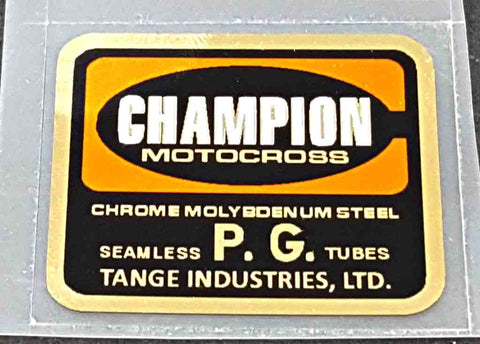 CHAMPION
MOTOCROSS
CHROME MOLYBDENUM STEEL
SEAMLESS P. G. TUBES
TANGE INDUSTRIES, LTD.